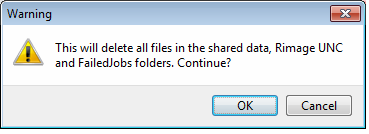 Warning
This will delete all files in the shared data, Rimage UNC
and FailedJobs folders. Continue?
OK
Cancel